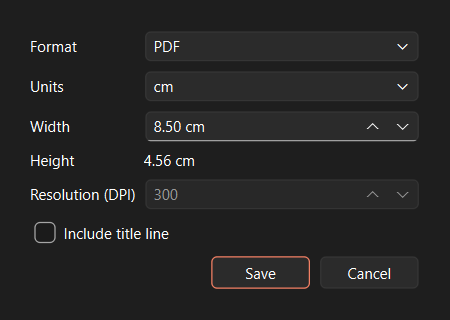 Format PDF
Units cm
Width 8.50 cm
Height 4.56 cm
Resolution (DPI) 300
Include title line
Save Cancel